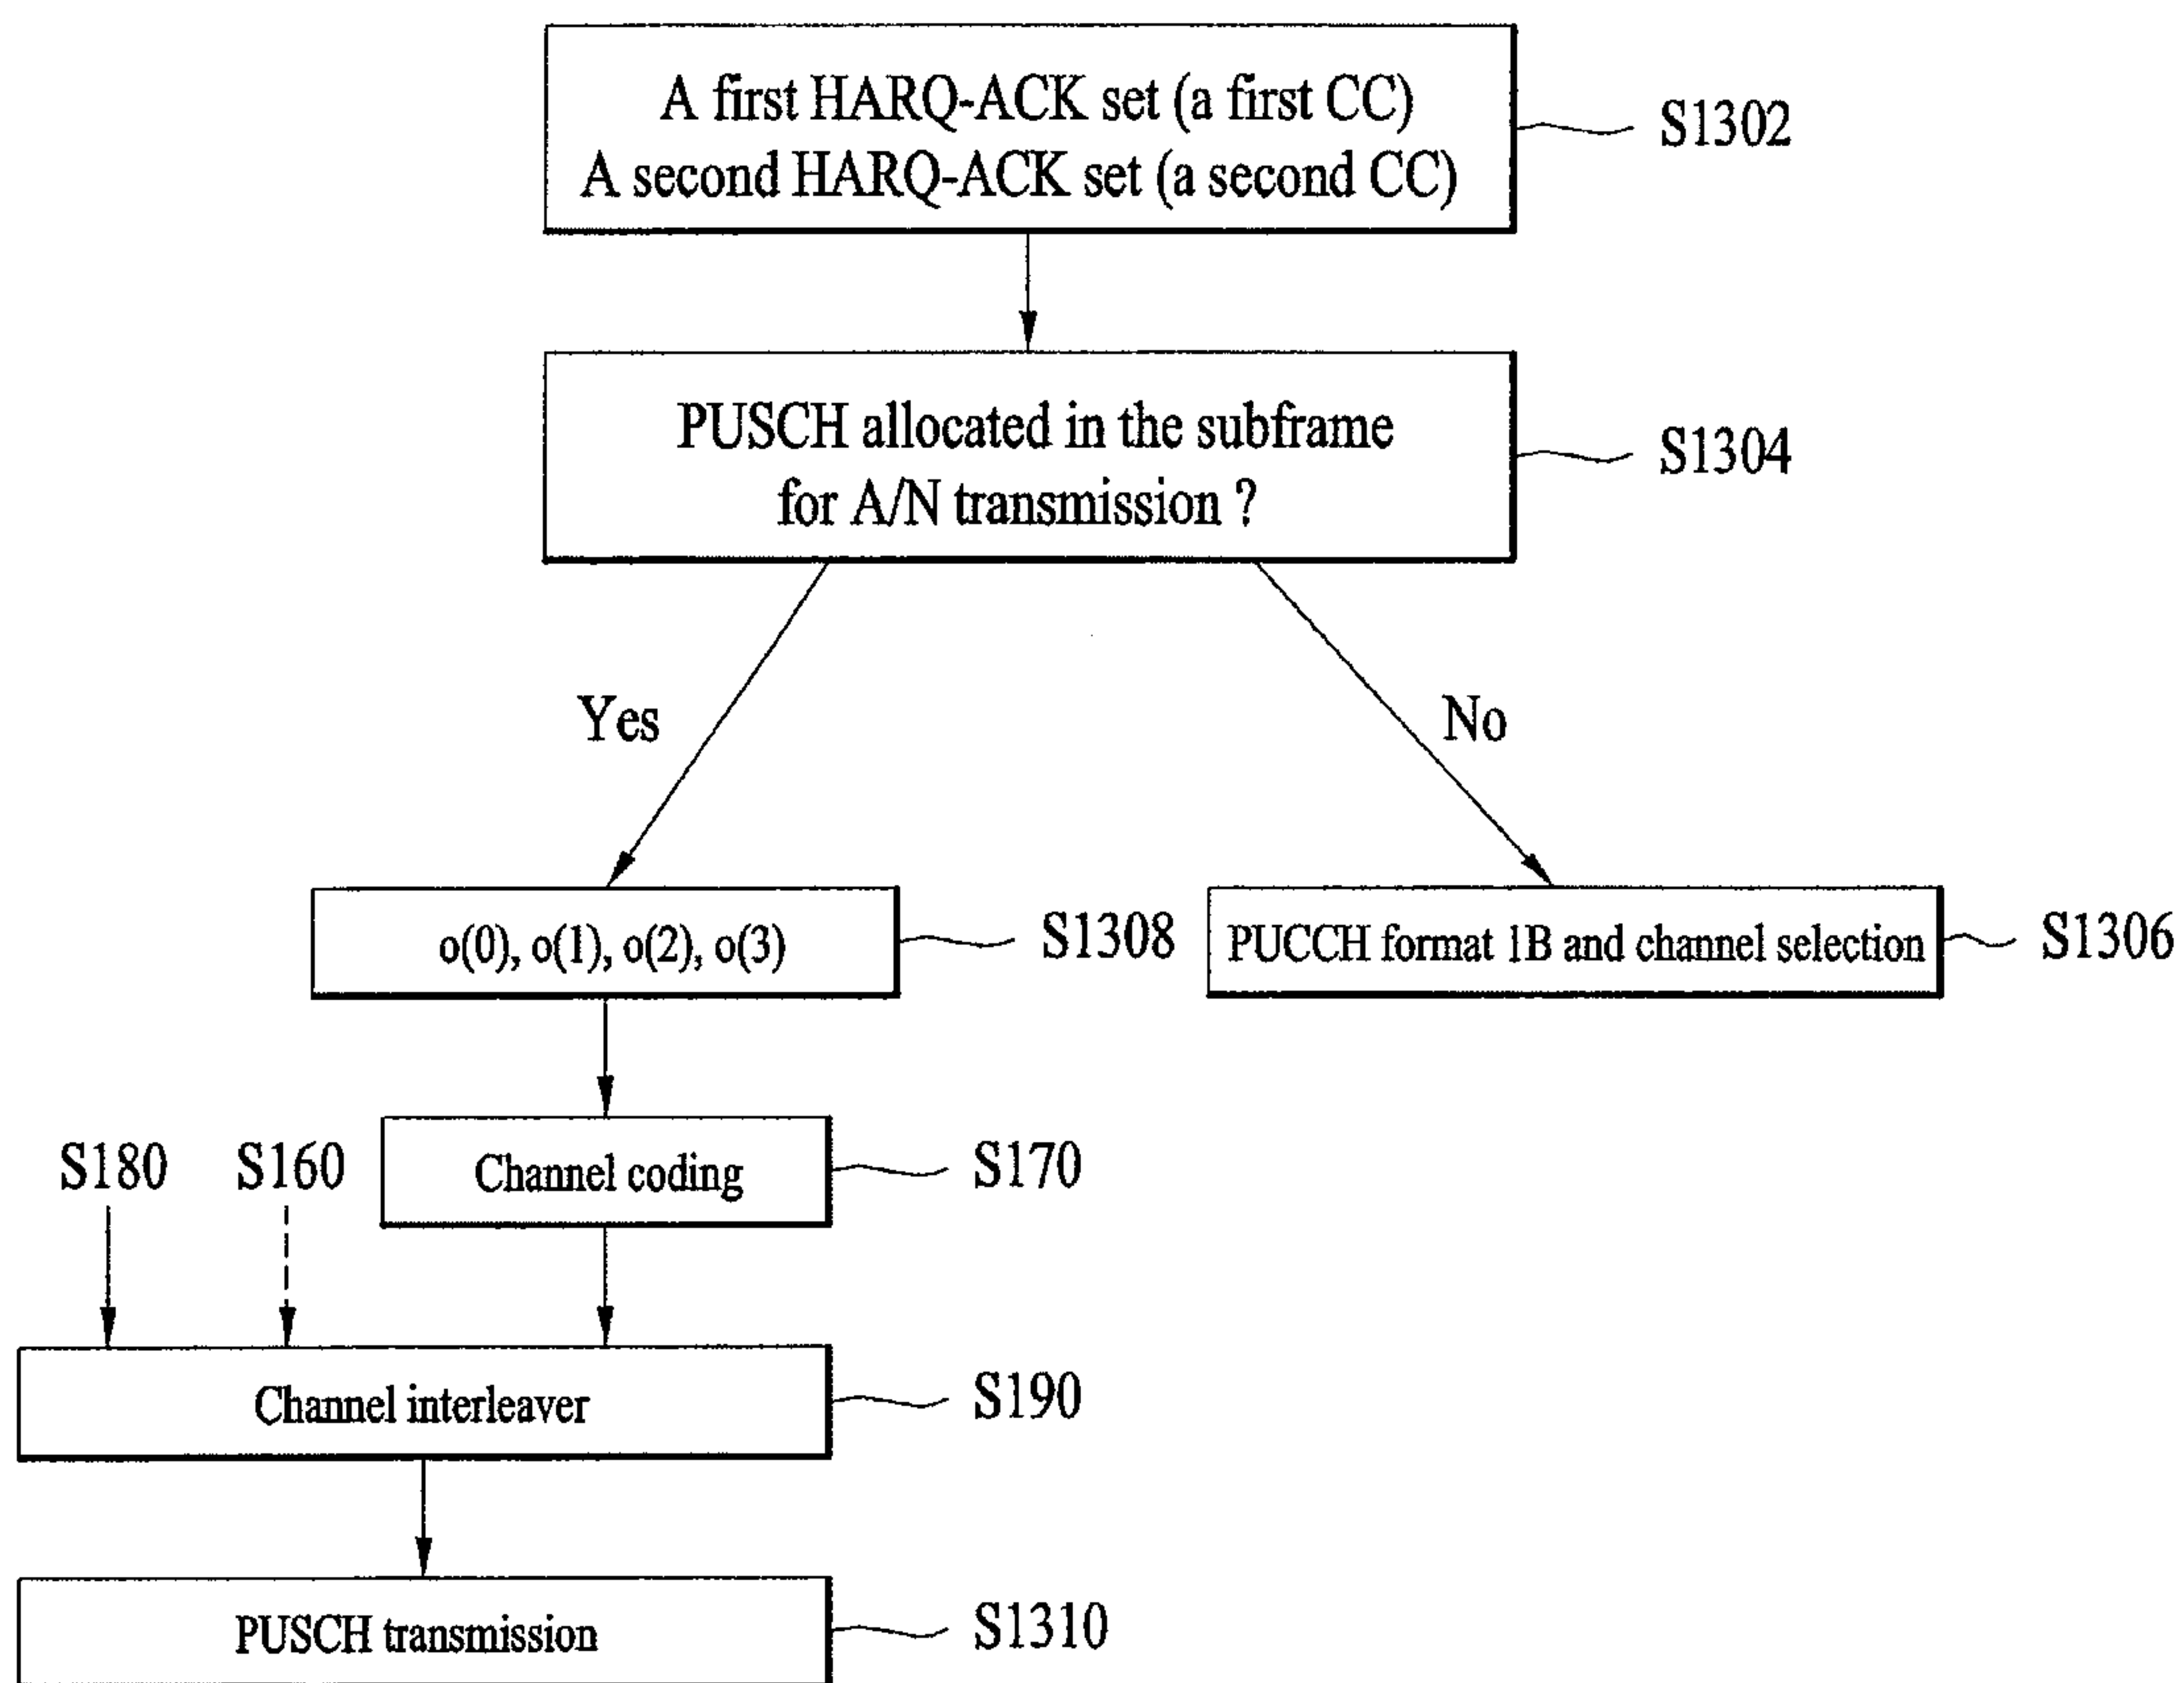 A first HARQ-ACK set (a first CC)
A second HARQ-ACK set (a second CC)
S1302
PUSCH allocated in the subframe
for A/N transmission ?
S1304
Yes
No
o(0), o(1), o(2), o(3)
S1308
PUCCH format 1B and channel selection
S1306
S180
S160
Channel coding
S170
Channel interleaver
S190
PUSCH transmission
S1310